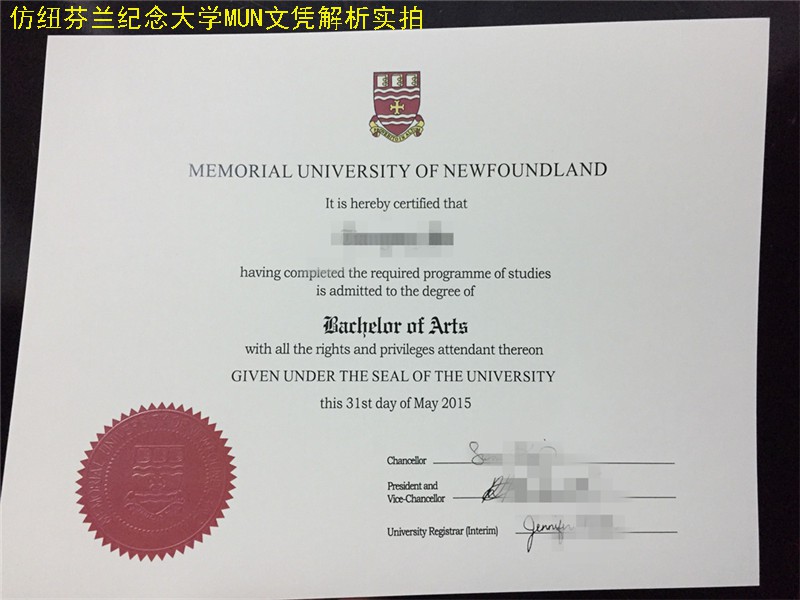 仿纽芬兰纪念大学MUN文凭解析实拍
MEMORIAL UNIVERSITY OF NEWFOUNDLAND
It is hereby certified that
having completed the required programme of studies
is admitted to the degree of
Bachelor of Arts
with all the rights and privileges attendant thereon
GIVEN UNDER THE SEAL OF THE UNIVERSITY
this 31st day of May 2015
Chancellor
President and
Vice-Chancellor
University Registrar (Interim) Jennifer